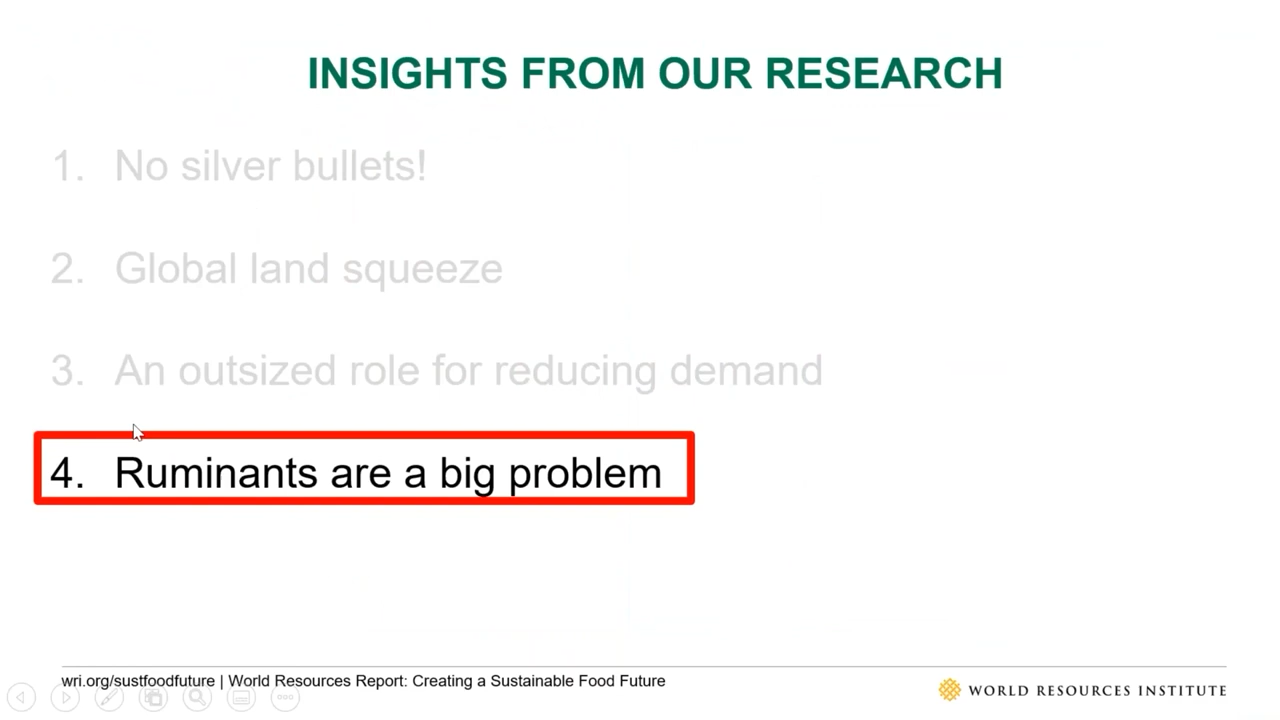 INSIGHTS FROM OUR RESEARCH
1. No silver bullets!
2. Global land squeeze
3. An outsized role for reducing demand
4. Ruminants are a big problem
wri.org/sustfoodfuture | World Resources Report: Creating a Sustainable Food Future
WORLD RESOURCES INSTITUTE